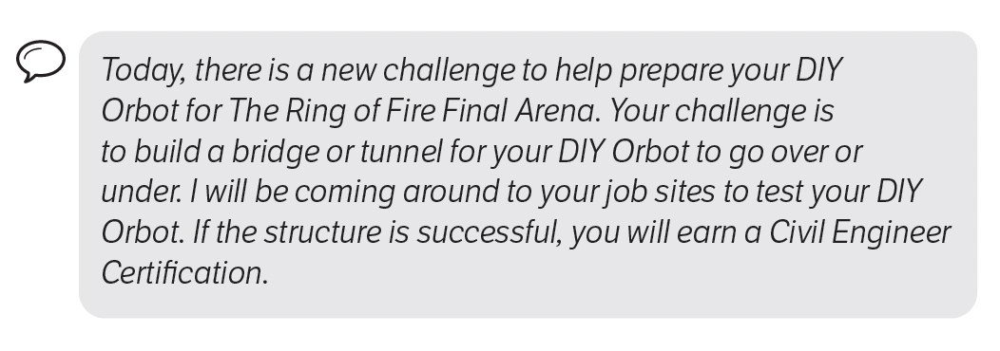 Today, there is a new challenge to help prepare your DIY
Orbot for The Ring of Fire Final Arena. Your challenge is
to build a bridge or tunnel for your DIY Orbot to go over or
under. I will be coming around to your job sites to test your DIY
Orbot. If the structure is successful, you will earn a Civil Engineer
Certification.